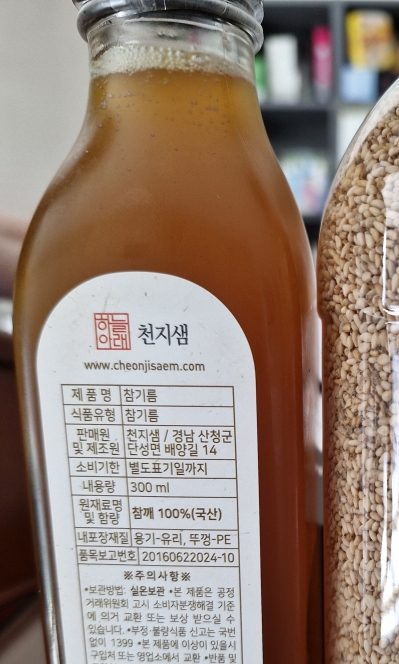 하늘
아래
천지샘
www.cheonjisaem.com
제 품 명 참기름
식품유형 참기름
판매원 및 제조원 천지샘 / 경남 산청군
단성면 배양길 14
소비기한 별도표기일까지
내용량 300 ml
원재료명 및 함량 참깨 100%(국산)
내포장재질 용기-유리, 뚜껑-PE
품목보고번호 20160622024-10
※주의사항※
•보관방법: 실온보관 •본 제품은 공정
거래위원회 고시 소비자분쟁해결 기준
에 의거 교환 또는 보상 받으실 수
있습니다. •부정·불량식품 신고는 국번
없이 1399 •본 제품에 이상이 있을시
구입처 또는 영업소에서 교환 •반품 및